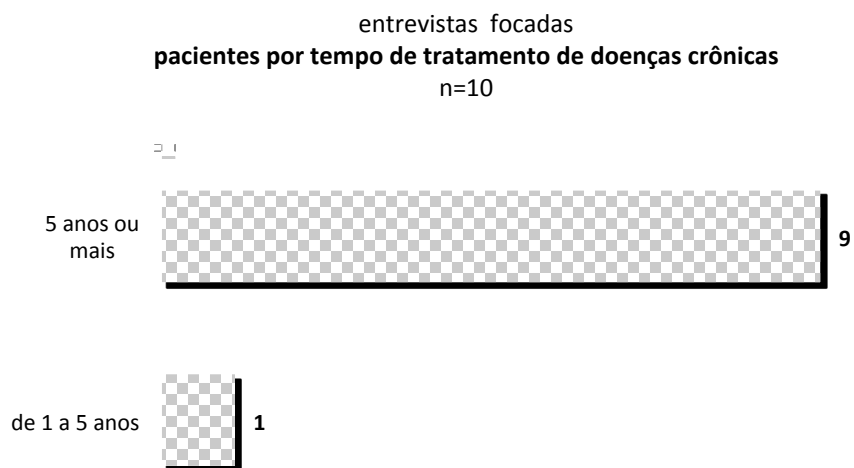 entrevistas focadas
pacientes por tempo de tratamento de doenças crônicas
n=10
5 anos ou
mais
9
de 1 a 5 anos
1